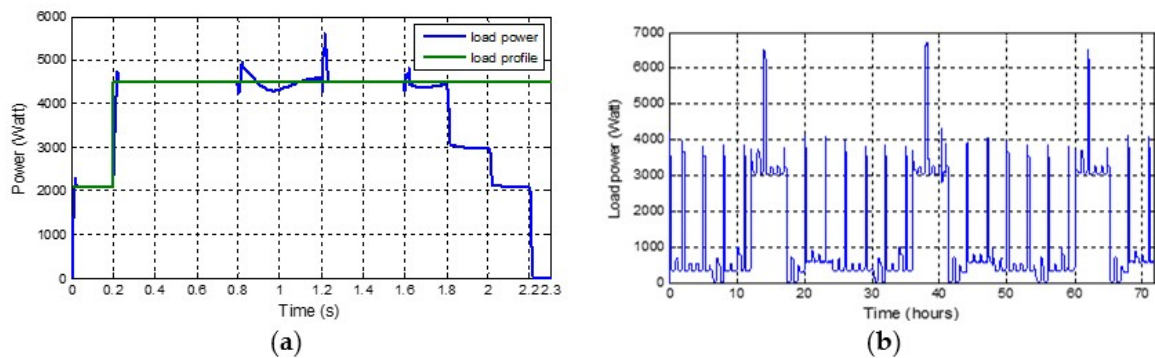 6000
5000
4000
3000
2000
1000
0
Power (Watt)
load power
load profile
0 0.2 0.4 0.6 0.8 1 1.2 1.4 1.6 1.8 2 2.22.3
Time (s)
(a)
7000
6000
5000
4000
3000
2000
1000
0
Load power (Watt)
0 10 20 30 40 50 60 70
Time (hours)
(b)